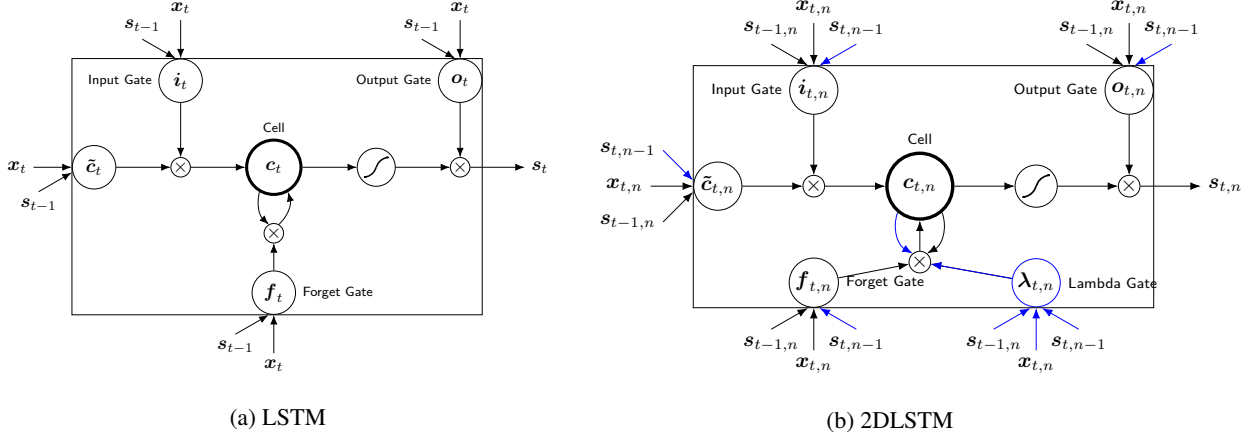 x_t
s_{t−1}
x_t
s_{t−1}
Input Gate
i_t
Output Gate
o_t
Cell
x_t
c̃_t
×
c_t
×
s_t
s_{t−1}
×
f_t
Forget Gate
s_{t−1}
x_t
(a) LSTM
x_{t,n}
s_{t−1,n}
s_{t,n−1}
x_{t,n}
s_{t−1,n}
s_{t,n−1}
Input Gate
i_{t,n}
Output Gate
o_{t,n}
Cell
s_{t,n−1}
x_{t,n}
c̃_{t,n}
×
c_{t,n}
×
s_{t,n}
s_{t−1,n}
×
f_{t,n}
Forget Gate
λ_{t,n}
Lambda Gate
s_{t−1,n}
s_{t,n−1}
x_{t,n}
s_{t−1,n}
s_{t,n−1}
x_{t,n}
(b) 2DLSTM